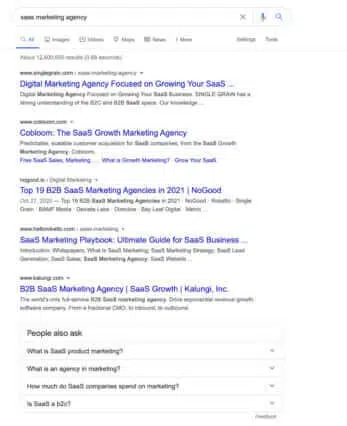 saas marketing agency
All Images Videos Maps News More Settings Tools
About 12,600,000 results (0.69 seconds)
www.singlegrain.com › saas-marketing-agency
Digital Marketing Agency Focused on Growing Your SaaS ...
Digital Marketing Agency Focused on Growing Your SaaS Business. SINGLE GRAIN has a
strong understanding of the B2C and B2B SaaS space. Our knowledge ...
www.cobloom.com
Cobloom: The SaaS Growth Marketing Agency
Predictable, scalable customer acquisition for SaaS companies, from the SaaS Growth
Marketing Agency: Cobloom.
Free SaaS Sales, Marketing ... · What is Growth Marketing? · Grow Your SaaS
nogood.io › Digital Marketing
Top 19 B2B SaaS Marketing Agencies in 2021 | NoGood
Oct 27, 2020 — Top 19 B2B SaaS Marketing Agencies in 2021 · NoGood · Roketto · Single
Grain · BAMF Media · Deviate Labs · Directive · Bay Leaf Digital · Metric ...
www.helloroketto.com › saas-marketing
SaaS Marketing Playbook: Ultimate Guide for SaaS Business ...
Introduction; Whitepapers; What is SaaS Marketing; SaaS Marketing Strategy; SaaS Lead
Generation; SaaS Sales; SaaS Marketing Agency; SaaS Website ...
www.kalungi.com
B2B SaaS Marketing Agency | SaaS Growth | Kalungi, Inc.
The world's only full-service B2B SaaS marketing agency. Drive exponential revenue growth
software company. From a fractional CMO, to inbound, to outbound.
People also ask
What is SaaS product marketing?
What is an agency in marketing?
How much do SaaS companies spend on marketing?
Is SaaS a b2c?
Feedback